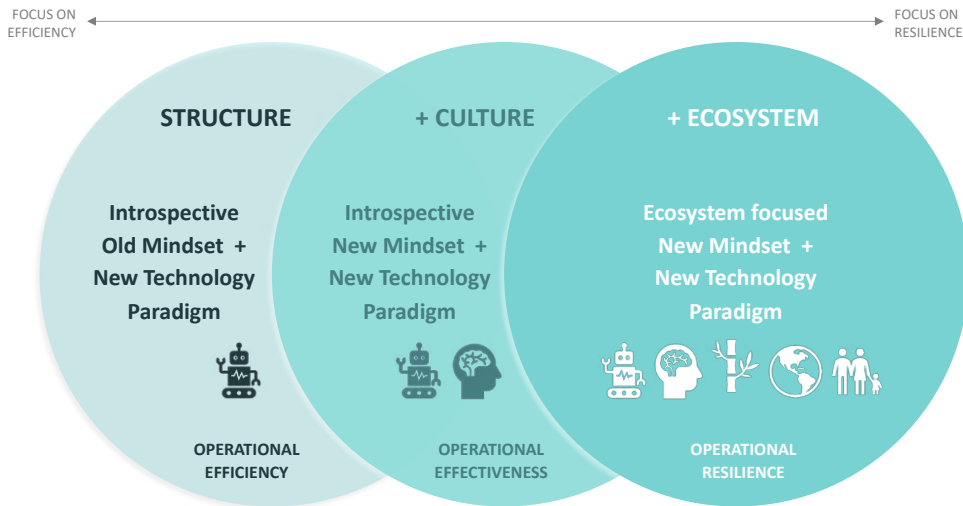 FOCUS ON
EFFICIENCY
FOCUS ON
RESILIENCE
STRUCTURE
Introspective
Old Mindset +
New Technology
Paradigm
OPERATIONAL
EFFICIENCY
+ CULTURE
Introspective
New Mindset +
New Technology
Paradigm
OPERATIONAL
EFFECTIVENESS
+ ECOSYSTEM
Ecosystem focused
New Mindset +
New Technology
Paradigm
OPERATIONAL
RESILIENCE